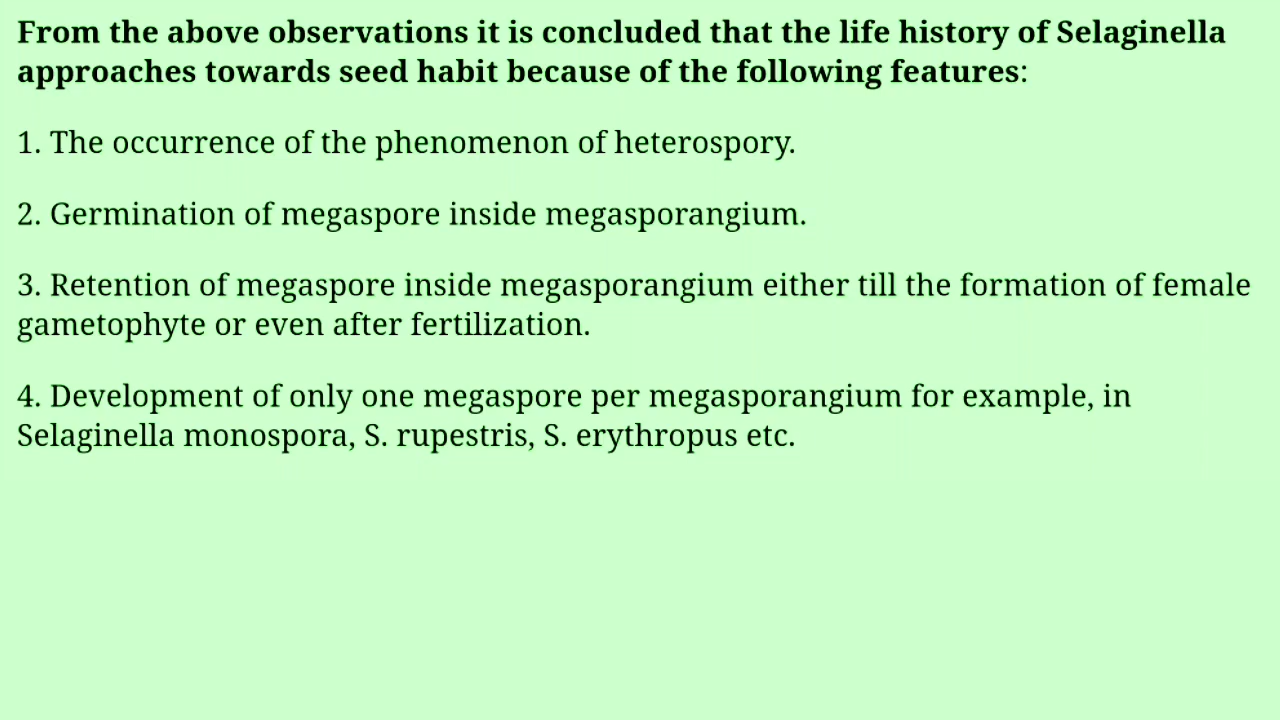 From the above observations it is concluded that the life history of Selaginella
approaches towards seed habit because of the following features:
1. The occurrence of the phenomenon of heterospory.
2. Germination of megaspore inside megasporangium.
3. Retention of megaspore inside megasporangium either till the formation of female
gametophyte or even after fertilization.
4. Development of only one megaspore per megasporangium for example, in
Selaginella monospora, S. rupestris, S. erythropus etc.